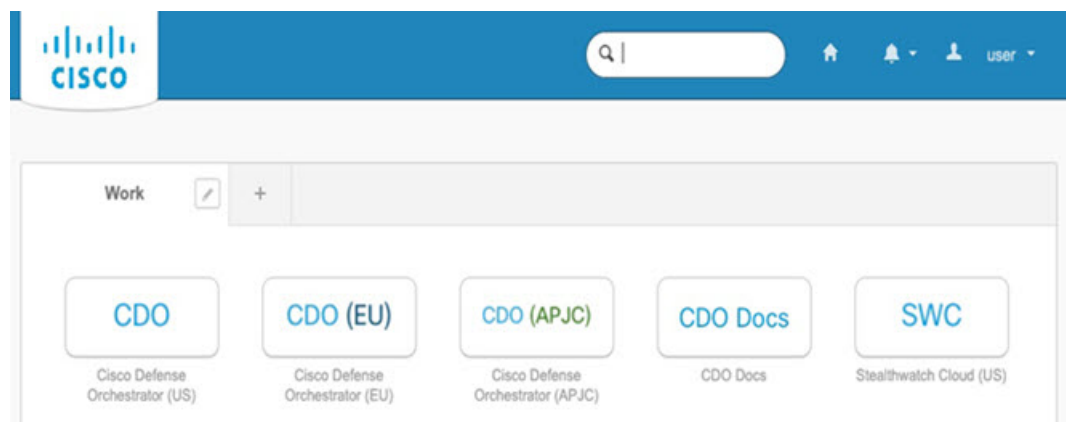 CISCO
user
Work
+
CDO
CDO (EU)
CDO (APJC)
CDO Docs
SWC
Cisco Defense
Orchestrator (US)
Cisco Defense
Orchestrator (EU)
Cisco Defense
Orchestrator (APJC)
CDO Docs
Stealthwatch Cloud (US)